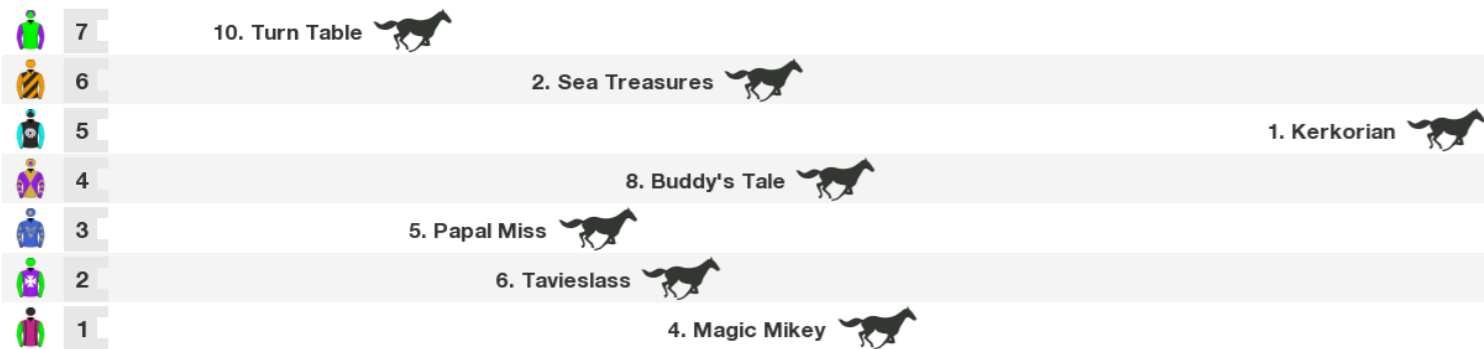 7 10. Turn Table
6 2. Sea Treasures
5 1. Kerkorian
4 8. Buddy's Tale
3 5. Papal Miss
2 6. Tavieslass
1 4. Magic Mikey